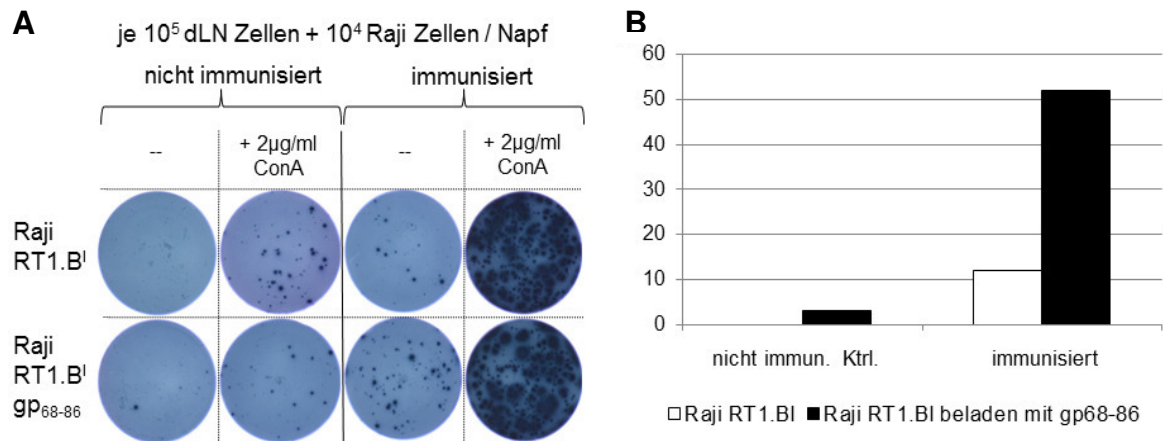 A
je 10⁵ dLN Zellen + 10⁴ Raji Zellen / Napf
nicht immunisiert
immunisiert
--
+ 2µg/ml
ConA
--
+ 2µg/ml
ConA
Raji
RT1.Bˡ
Raji
RT1.Bˡ
gp₆₈₋₈₆
B
60
50
40
30
20
10
0
nicht immun. Ktrl.
immunisiert
Raji RT1.Bl
Raji RT1.Bl beladen mit gp68-86